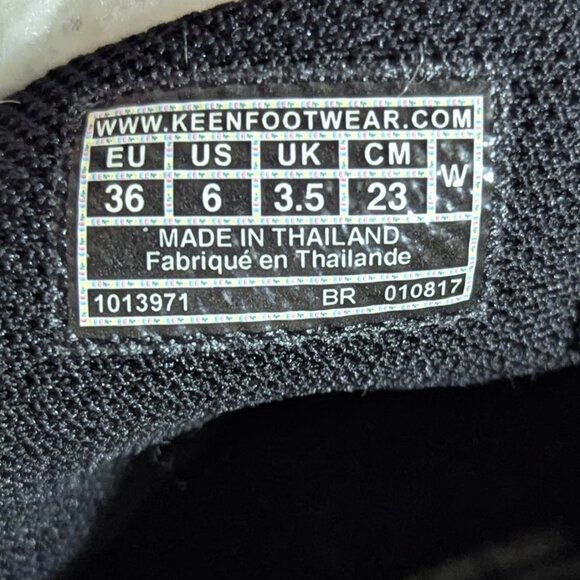 WWW.KEENFOOTWEAR.COM
EU US UK CM W
36 6 3.5 23
MADE IN THAILAND
Fabriqué en Thailande
1013971 BR 010817